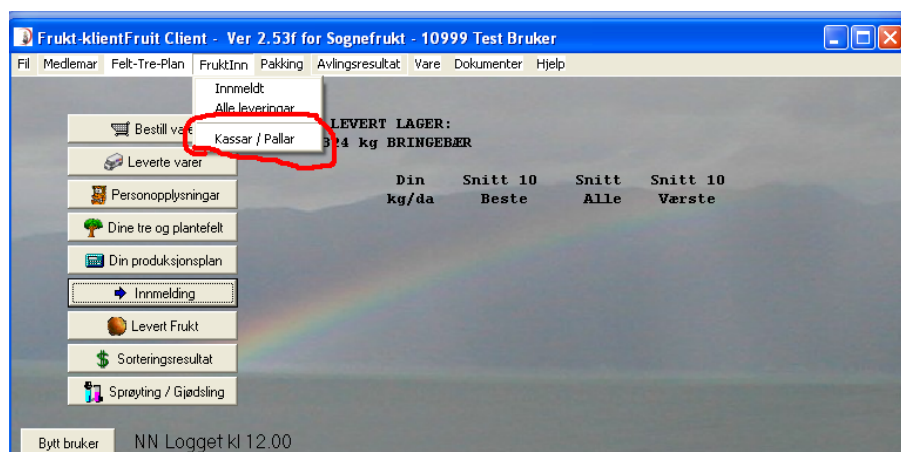 Frukt-klientFruit Client - Ver 2.53f for Sognefrukt - 10999 Test Bruker
Fil Medlemar Felt-Tre-Plan FruktInn Pakking Avlingsresultat Vare Dokumenter Hjelp
Innmeldt
Alle leveringar
Kassar / Pallar
LEVERT LAGER:
324 kg BRINGEBÆR
Din Snitt 10 Snitt Snitt 10
kg/da Beste Alle Værste
Bestill
Leverte varer
Personopplysningar
Dine tre og plantefelt
Din produksjonsplan
Innmelding
Levert Frukt
Sorteringsresultat
Sprøyting / Gjødsling
Bytt bruker NN Logget kl 12.00